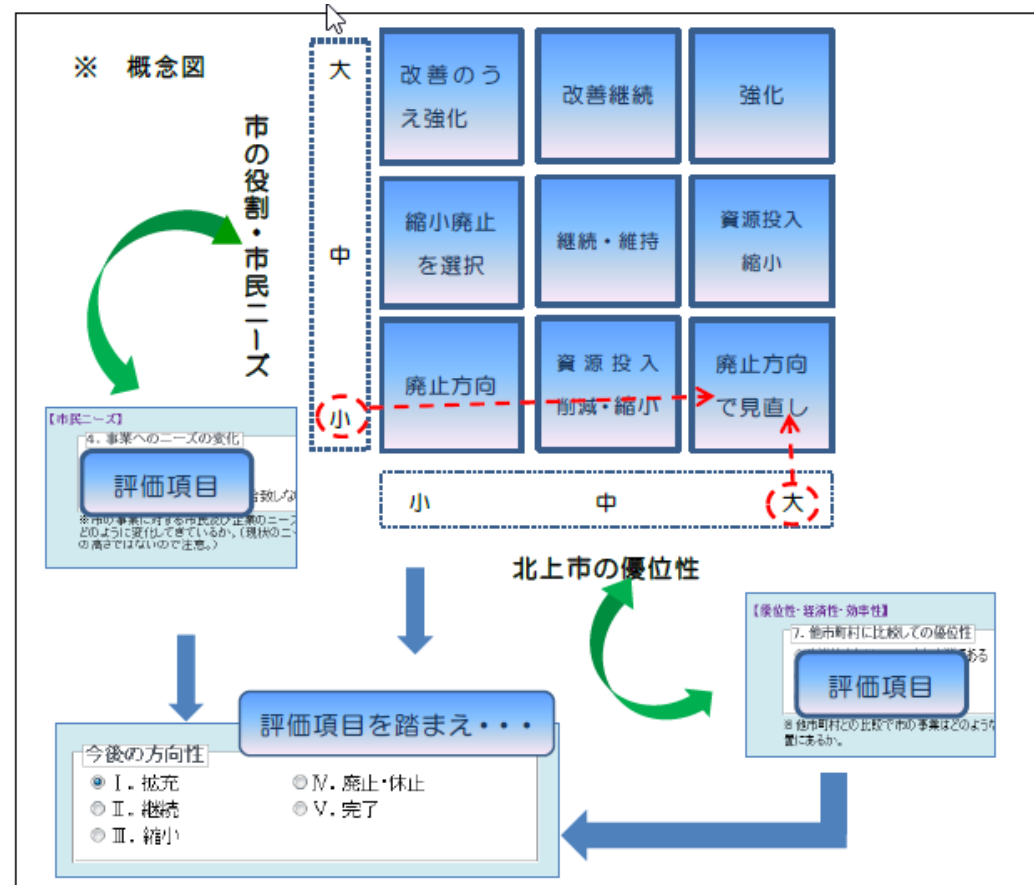 ※ 概念図
市の役割・市民ニーズ
大
中
小
改善のう
え強化
改善継続
強化
縮小廃止
を選択
継続・維持
資源投入
縮小
廃止方向
資源投入
削減・縮小
廃止方向
で見直し
小 中 大
北上市の優位性
【市民ニーズ】
4. 事業へのニーズの変化
評価項目
※市の事業に対する市民及び企業のニーズ
どのように変化してきているか。(現状のニー
の高さではないので注意。)
【優位性・経済性・効率性】
7. 他市町村に比較しての優位性
ある
評価項目
※他市町村との比較で市の事業はどのような
置にあるか。
評価項目を踏まえ・・・
今後の方向性
Ⅰ. 拡充
Ⅱ. 継続
Ⅲ. 縮小
Ⅳ. 廃止・休止
Ⅴ. 完了